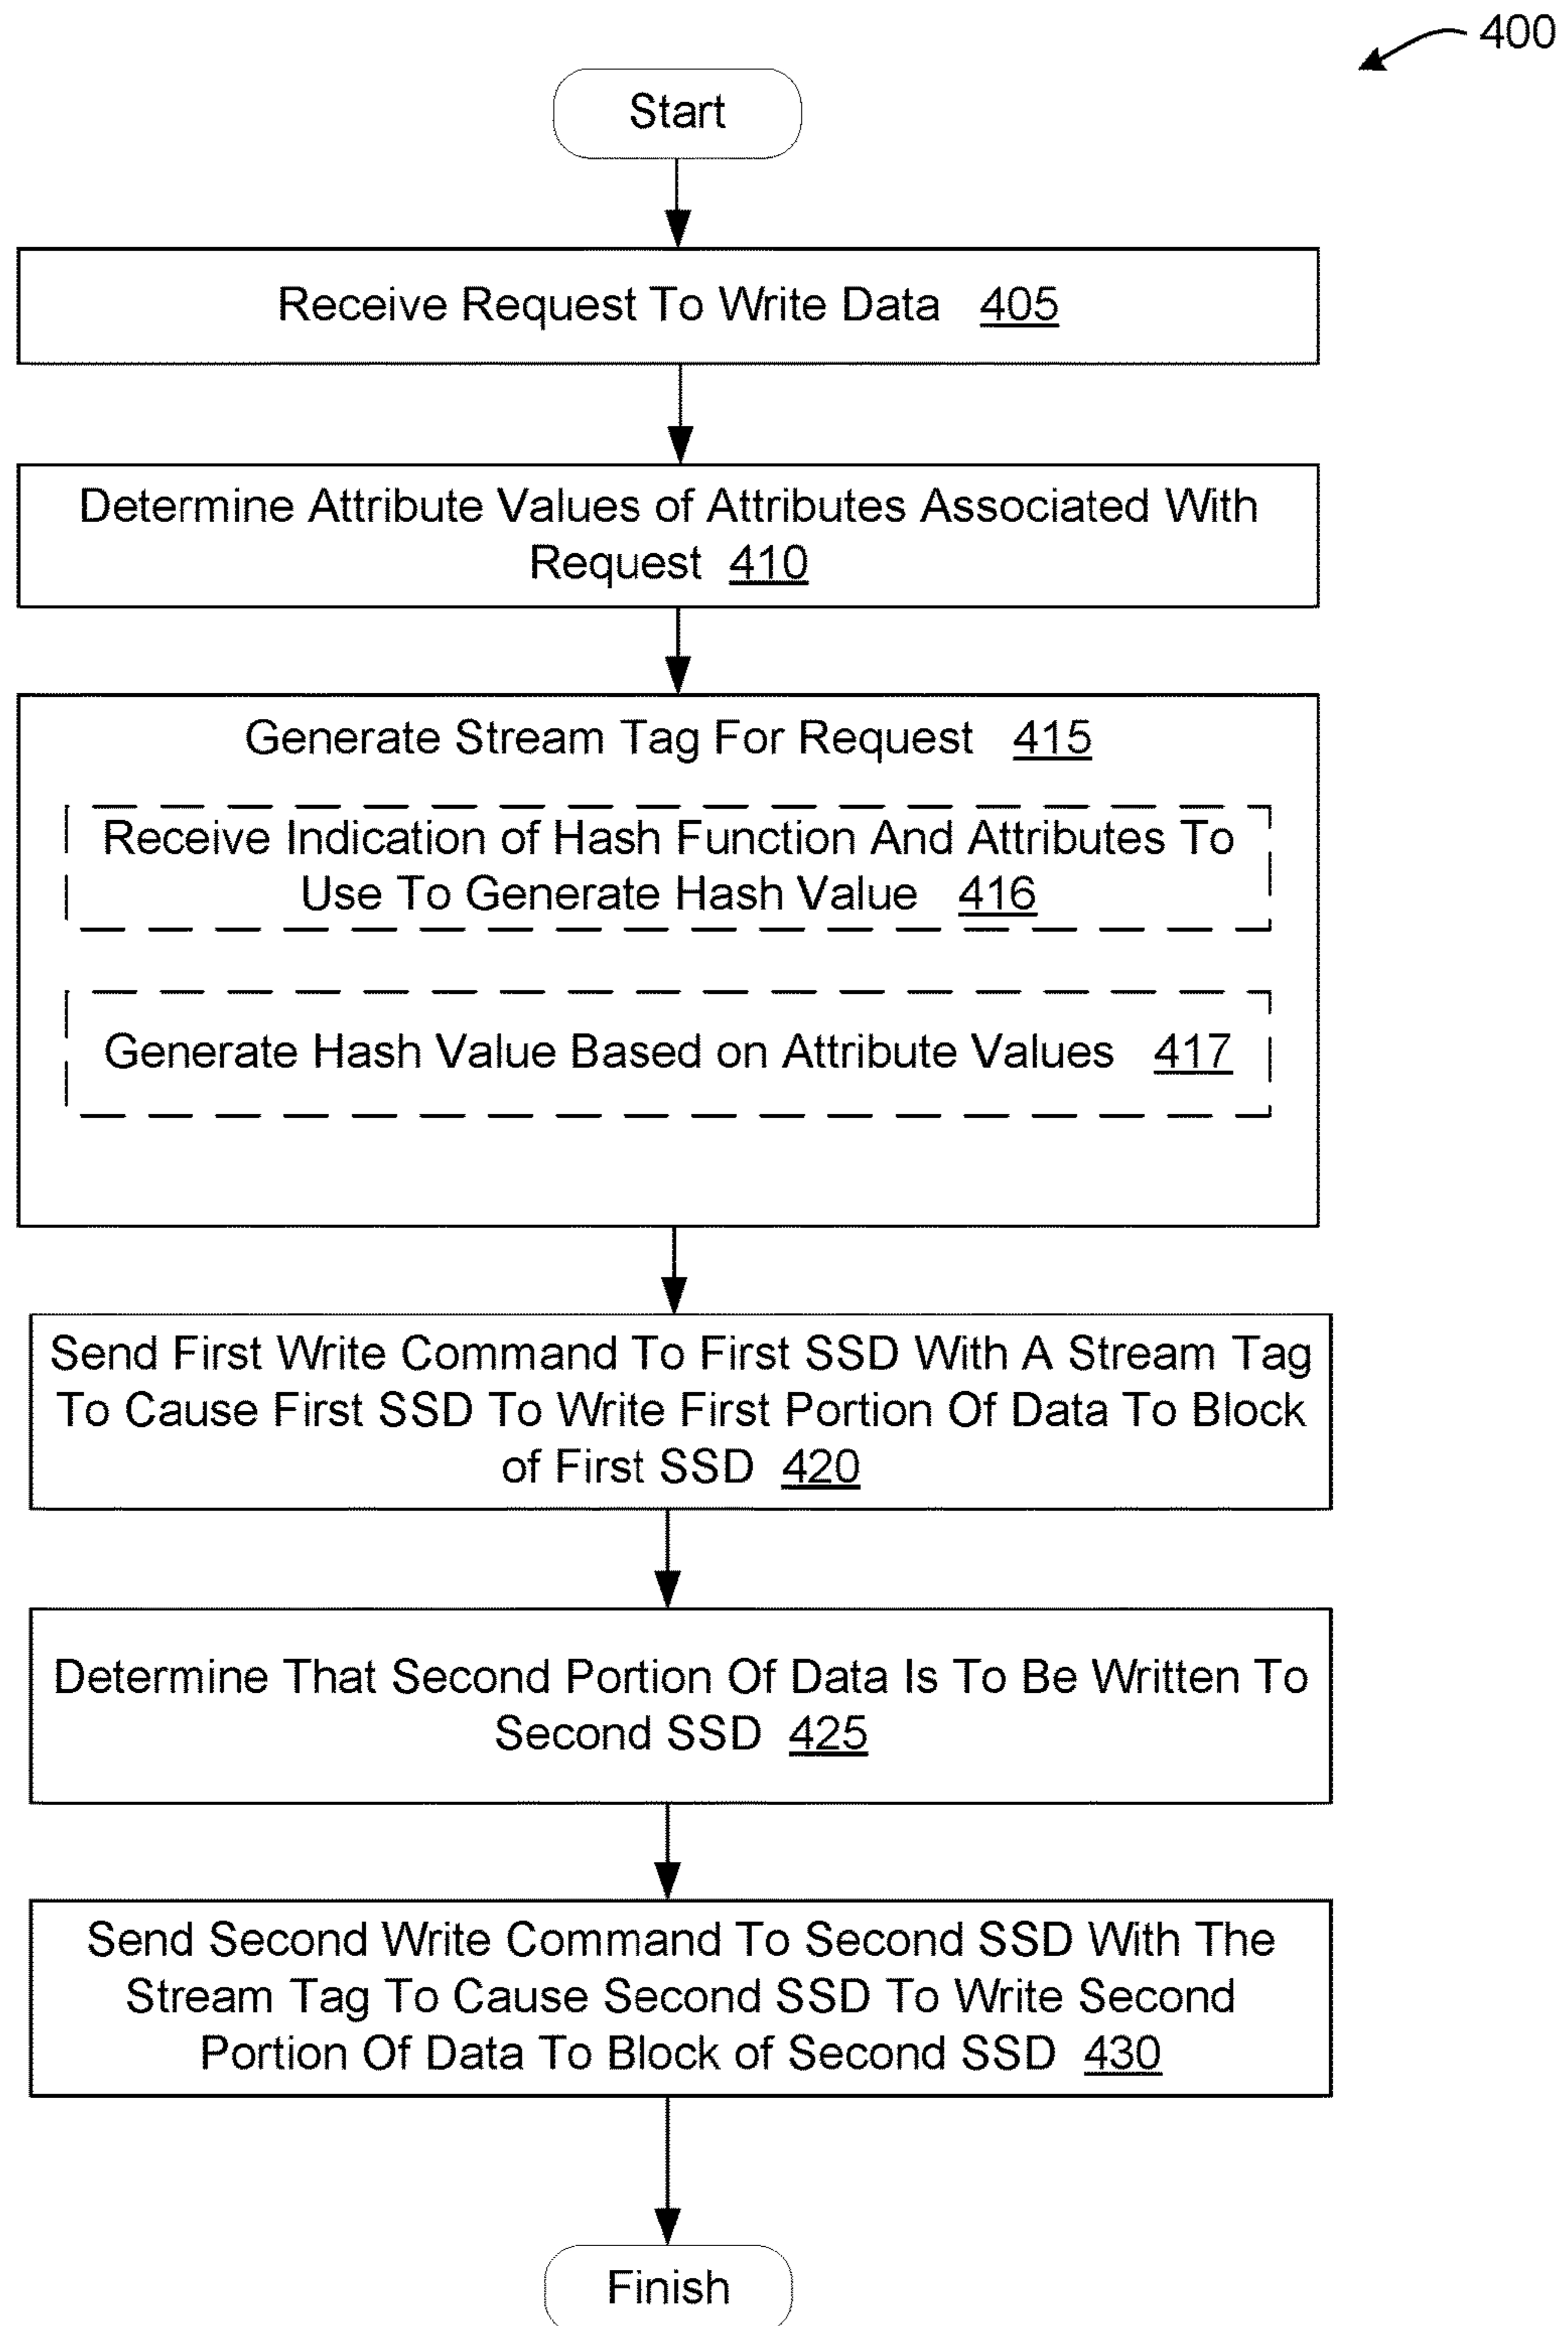 400
Start
Receive Request To Write Data 405
Determine Attribute Values of Attributes Associated With
Request 410
Generate Stream Tag For Request 415
Receive Indication of Hash Function And Attributes To
Use To Generate Hash Value 416
Generate Hash Value Based on Attribute Values 417
Send First Write Command To First SSD With A Stream Tag
To Cause First SSD To Write First Portion Of Data To Block
of First SSD 420
Determine That Second Portion Of Data Is To Be Written To
Second SSD 425
Send Second Write Command To Second SSD With The
Stream Tag To Cause Second SSD To Write Second
Portion Of Data To Block of Second SSD 430
Finish